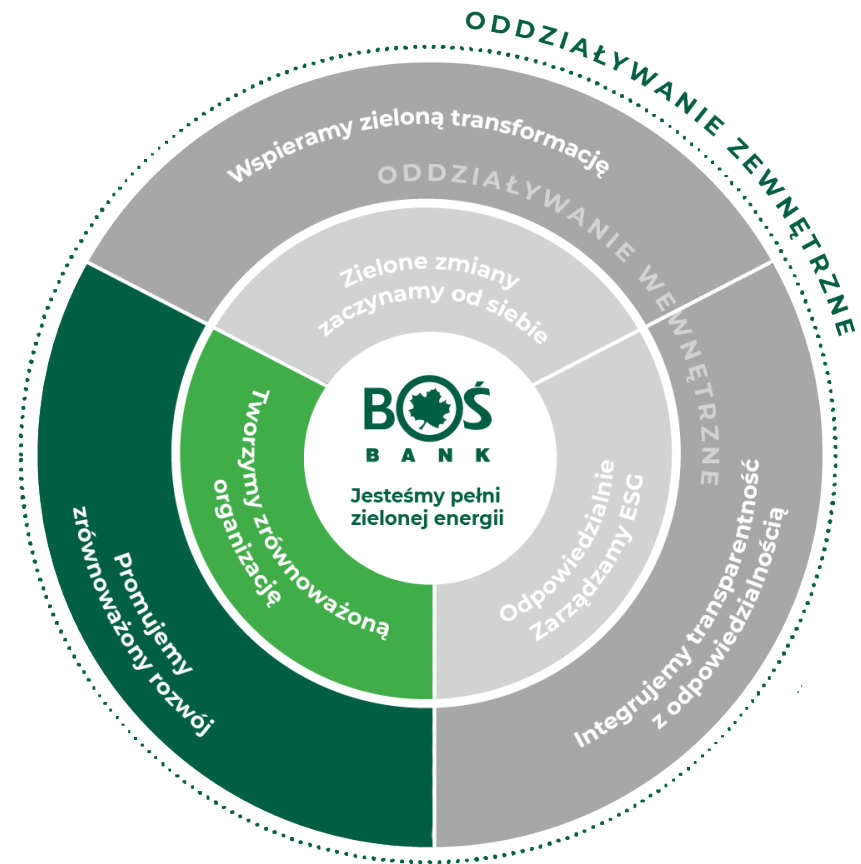 ODDZIAŁYWANIE ZEWNĘTRZNE
Wspieramy zieloną transformację
ODDZIAŁYWANIE WEWNĘTRZNE
Zielone zmiany
zaczynamy od siebie
BOŚ
BANK
Jesteśmy pełni
zielonej energii
Tworzymy zrównoważoną
organizację
Odpowiedzialnie
Zarządzamy ESG
Promujemy
zrównoważony rozwój
Integrujemy transparentność
z odpowiedzialnością